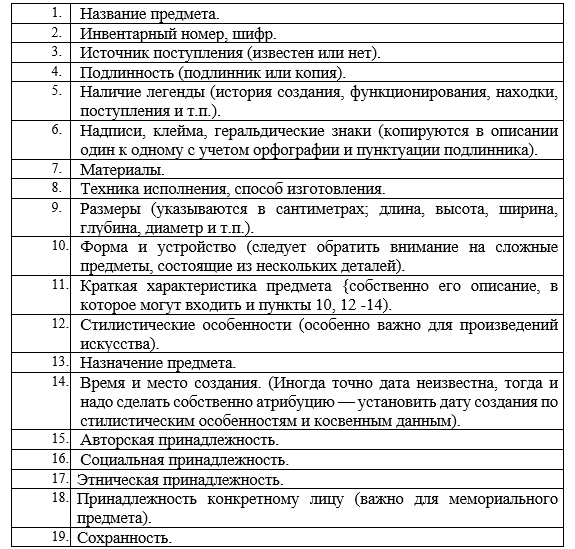 1. Название предмета.
2. Инвентарный номер, шифр.
3. Источник поступления (известен или нет).
4. Подлинность (подлинник или копия).
5. Наличие легенды (история создания, функционирования, находки,
поступления и т.п.).
6. Надписи, клейма, геральдические знаки (копируются в описании
один к одному с учетом орфографии и пунктуации подлинника).
7. Материалы.
8. Техника исполнения, способ изготовления.
9. Размеры (указываются в сантиметрах; длина, высота, ширина,
глубина, диаметр и т.п.).
10. Форма и устройство (следует обратить внимание на сложные
предметы, состоящие из нескольких деталей).
11. Краткая характеристика предмета {собственно его описание, в
которое могут входить и пункты 10, 12 -14).
12. Стилистические особенности (особенно важно для произведений
искусства).
13. Назначение предмета.
14. Время и место создания. (Иногда точно дата неизвестна, тогда и
надо сделать собственно атрибуцию — установить дату создания по
стилистическим особенностям и косвенным данным).
15. Авторская принадлежность.
16. Социальная принадлежность.
17. Этническая принадлежность.
18. Принадлежность конкретному лицу (важно для мемориального
предмета).
19. Сохранность.